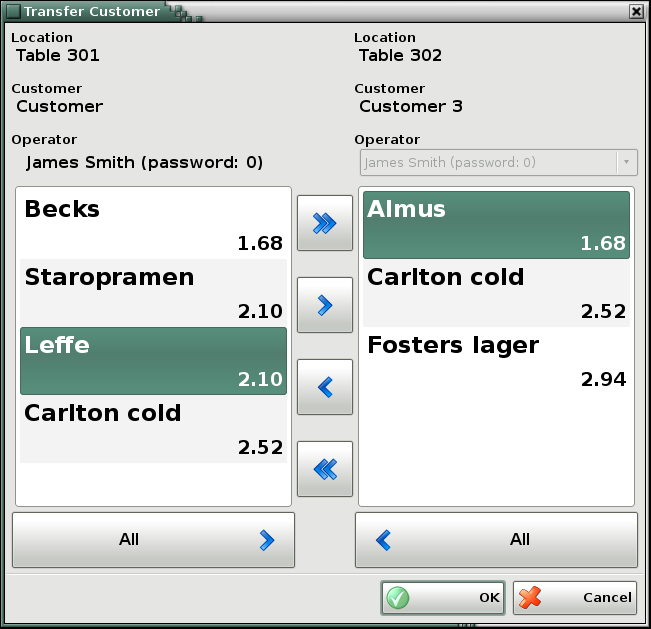 Transfer Customer
Location
Table 301
Customer
Customer
Operator
James Smith (password: 0)
Location
Table 302
Customer
Customer 3
Operator
James Smith (password: 0)
Becks
1.68
Staropramen
2.10
Leffe
2.10
Carlton cold
2.52
Almus
1.68
Carlton cold
2.52
Fosters lager
2.94
All
All
OK
Cancel